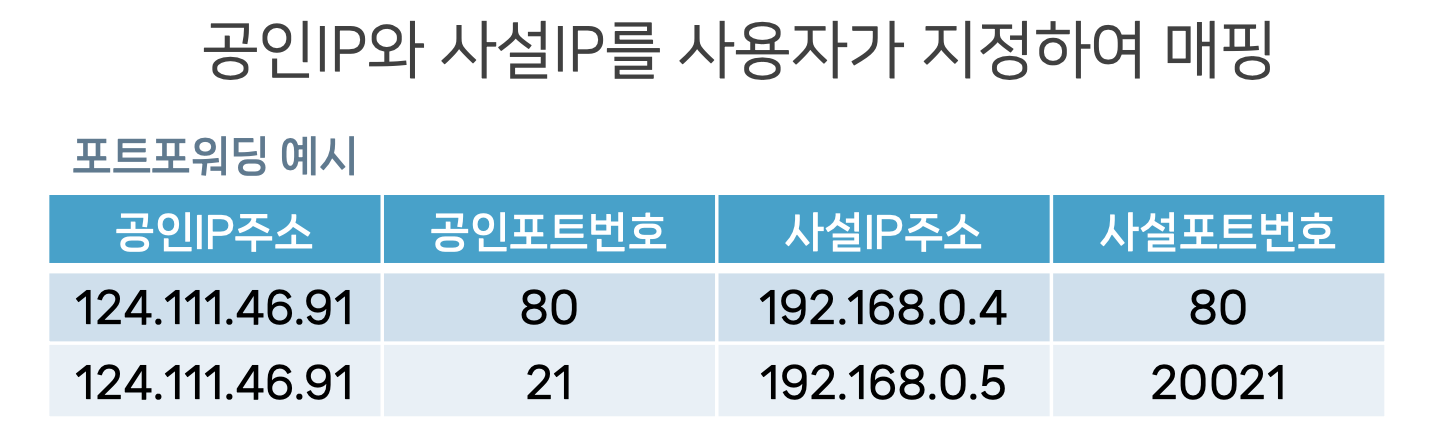 공인IP와 사설IP를 사용자가 지정하여 매핑
포트포워딩 예시
공인IP주소 공인포트번호 사설IP주소 사설포트번호
124.111.46.91 80 192.168.0.4 80
124.111.46.91 21 192.168.0.5 20021